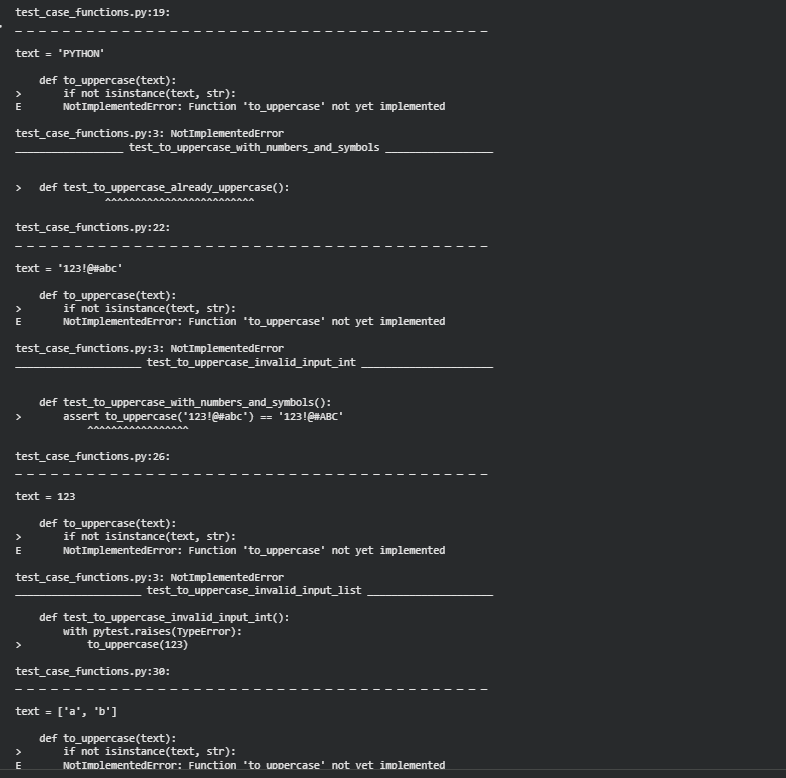 test_case_functions.py:19:
_ _ _ _ _ _ _ _ _ _ _ _ _ _ _ _ _ _ _ _ _ _ _ _ _ _ _ _ _ _ _ _ _ _ _ _ _ _ _ _
text = 'PYTHON'
    def to_uppercase(text):
>       if not isinstance(text, str):
E       NotImplementedError: Function 'to_uppercase' not yet implemented
test_case_functions.py:3: NotImplementedError
__________________ test_to_uppercase_with_numbers_and_symbols __________________
>   def test_to_uppercase_already_uppercase():
               ^^^^^^^^^^^^^^^^^^^^^^^^^
test_case_functions.py:22:
_ _ _ _ _ _ _ _ _ _ _ _ _ _ _ _ _ _ _ _ _ _ _ _ _ _ _ _ _ _ _ _ _ _ _ _ _ _ _ _
text = '123!@#abc'
    def to_uppercase(text):
>       if not isinstance(text, str):
E       NotImplementedError: Function 'to_uppercase' not yet implemented
test_case_functions.py:3: NotImplementedError
_____________________ test_to_uppercase_invalid_input_int ______________________
    def test_to_uppercase_with_numbers_and_symbols():
>       assert to_uppercase('123!@#abc') == '123!@#ABC'
            ^^^^^^^^^^^^^^^^^
test_case_functions.py:26:
_ _ _ _ _ _ _ _ _ _ _ _ _ _ _ _ _ _ _ _ _ _ _ _ _ _ _ _ _ _ _ _ _ _ _ _ _ _ _ _
text = 123
    def to_uppercase(text):
>       if not isinstance(text, str):
E       NotImplementedError: Function 'to_uppercase' not yet implemented
test_case_functions.py:3: NotImplementedError
_____________________ test_to_uppercase_invalid_input_list _____________________
    def test_to_uppercase_invalid_input_int():
        with pytest.raises(TypeError):
>           to_uppercase(123)
test_case_functions.py:30:
_ _ _ _ _ _ _ _ _ _ _ _ _ _ _ _ _ _ _ _ _ _ _ _ _ _ _ _ _ _ _ _ _ _ _ _ _ _ _ _
text = ['a', 'b']
    def to_uppercase(text):
>       if not isinstance(text, str):
E       NotImplementedError: Function 'to_uppercase' not yet implemented